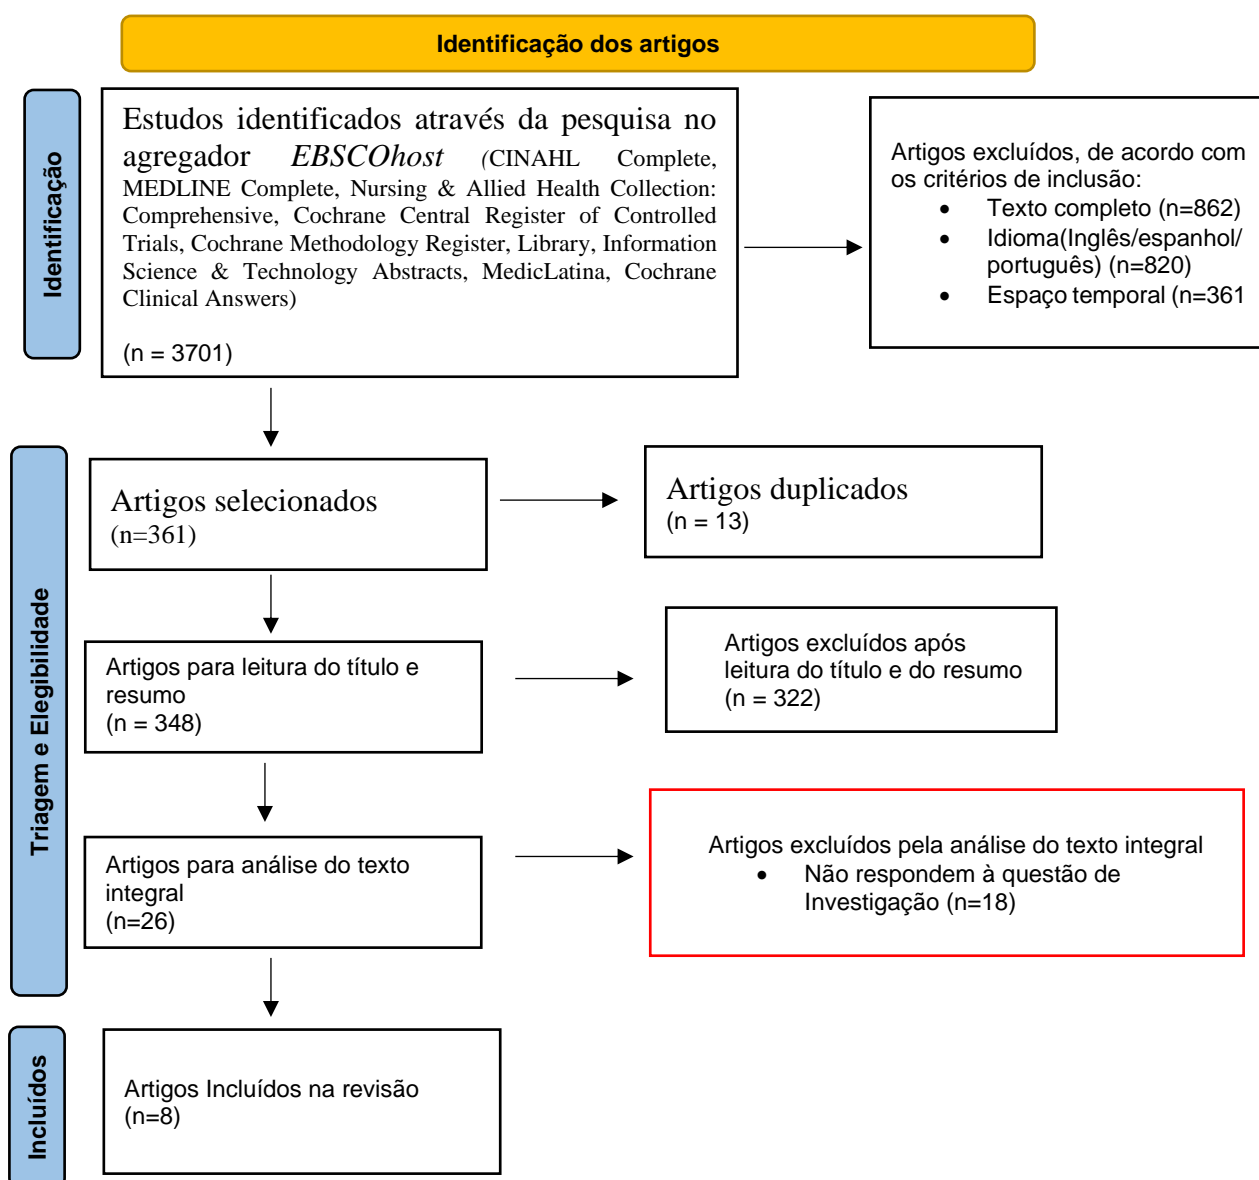 Identificação dos artigos
Identificação
Estudos identificados através da pesquisa no
agregador EBSCOhost (CINAHL Complete,
MEDLINE Complete, Nursing & Allied Health Collection:
Comprehensive, Cochrane Central Register of Controlled
Trials, Cochrane Methodology Register, Library, Information
Science & Technology Abstracts, MedicLatina, Cochrane
Clinical Answers)
(n = 3701)
Artigos excluídos, de acordo com
os critérios de inclusão:
• Texto completo (n=862)
• Idioma(Inglês/espanhol/
português) (n=820)
• Espaço temporal (n=361
Triagem e Elegibilidade
Artigos selecionados
(n=361)
Artigos duplicados
(n = 13)
Artigos para leitura do título e
resumo
(n = 348)
Artigos excluídos após
leitura do título e do resumo
(n = 322)
Artigos para análise do texto
integral
(n=26)
Artigos excluídos pela análise do texto integral
• Não respondem à questão de
Investigação (n=18)
Incluídos
Artigos Incluídos na revisão
(n=8)